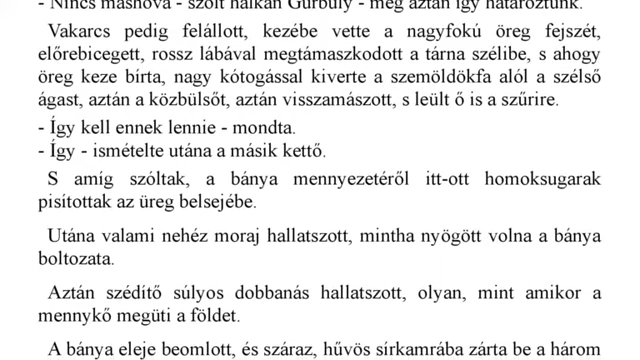 - Nincs máshová - szólt halkan Gurbuly - meg aztán így határoztunk.
Vakarcs pedig felállott, kezébe vette a nagyfokú öreg fejszét,
előrebicegett, rossz lábával megtámaszkodott a tárna szélibe, s ahogy
öreg keze bírta, nagy kótogással kiverte a szemöldökfa alól a szélső
ágast, aztán a közbülsőt, aztán visszamászott, s leült ő is a szűrire.
- Így kell ennek lennie - mondta.
- Így - ismételte utána a másik kettő.
S amíg szóltak, a bánya mennyezetéről itt-ott homoksugarak
pisítottak az üreg belsejébe.
Utána valami nehéz moraj hallatszott, mintha nyögött volna a bánya
boltozata.
Aztán szédítő súlyos dobbanás hallatszott, olyan, mint amikor a
mennykő megüti a földet.
A bánya eleje beomlott, és száraz, hűvös sírkamrába zárta be a három